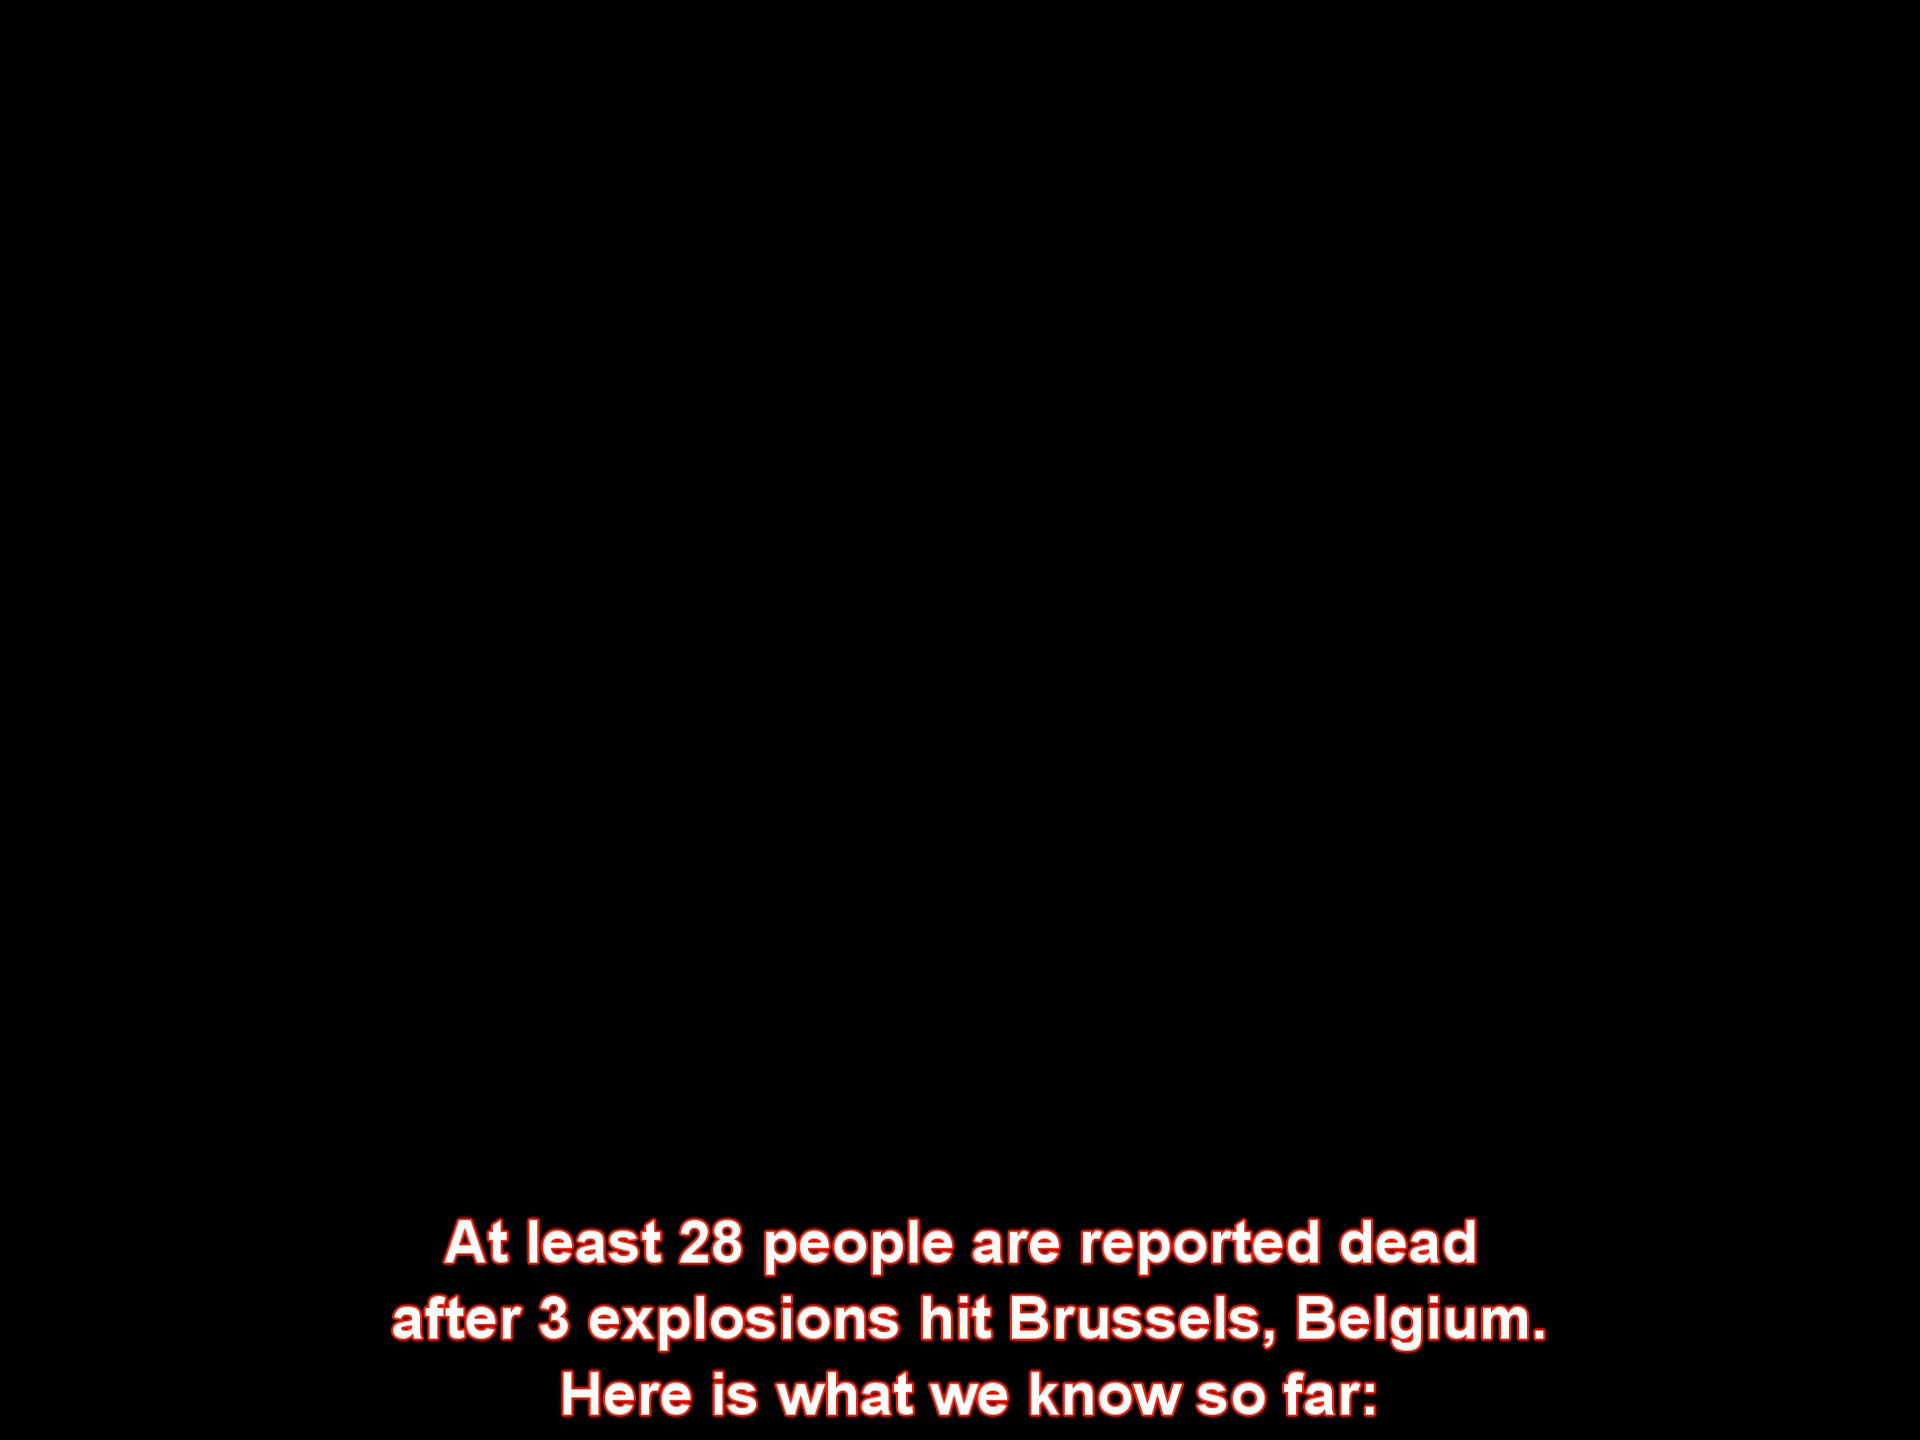 At least 28 people are reported dead
after 3 explosions hit Brussels, Belgium.
Here is what we know so far: